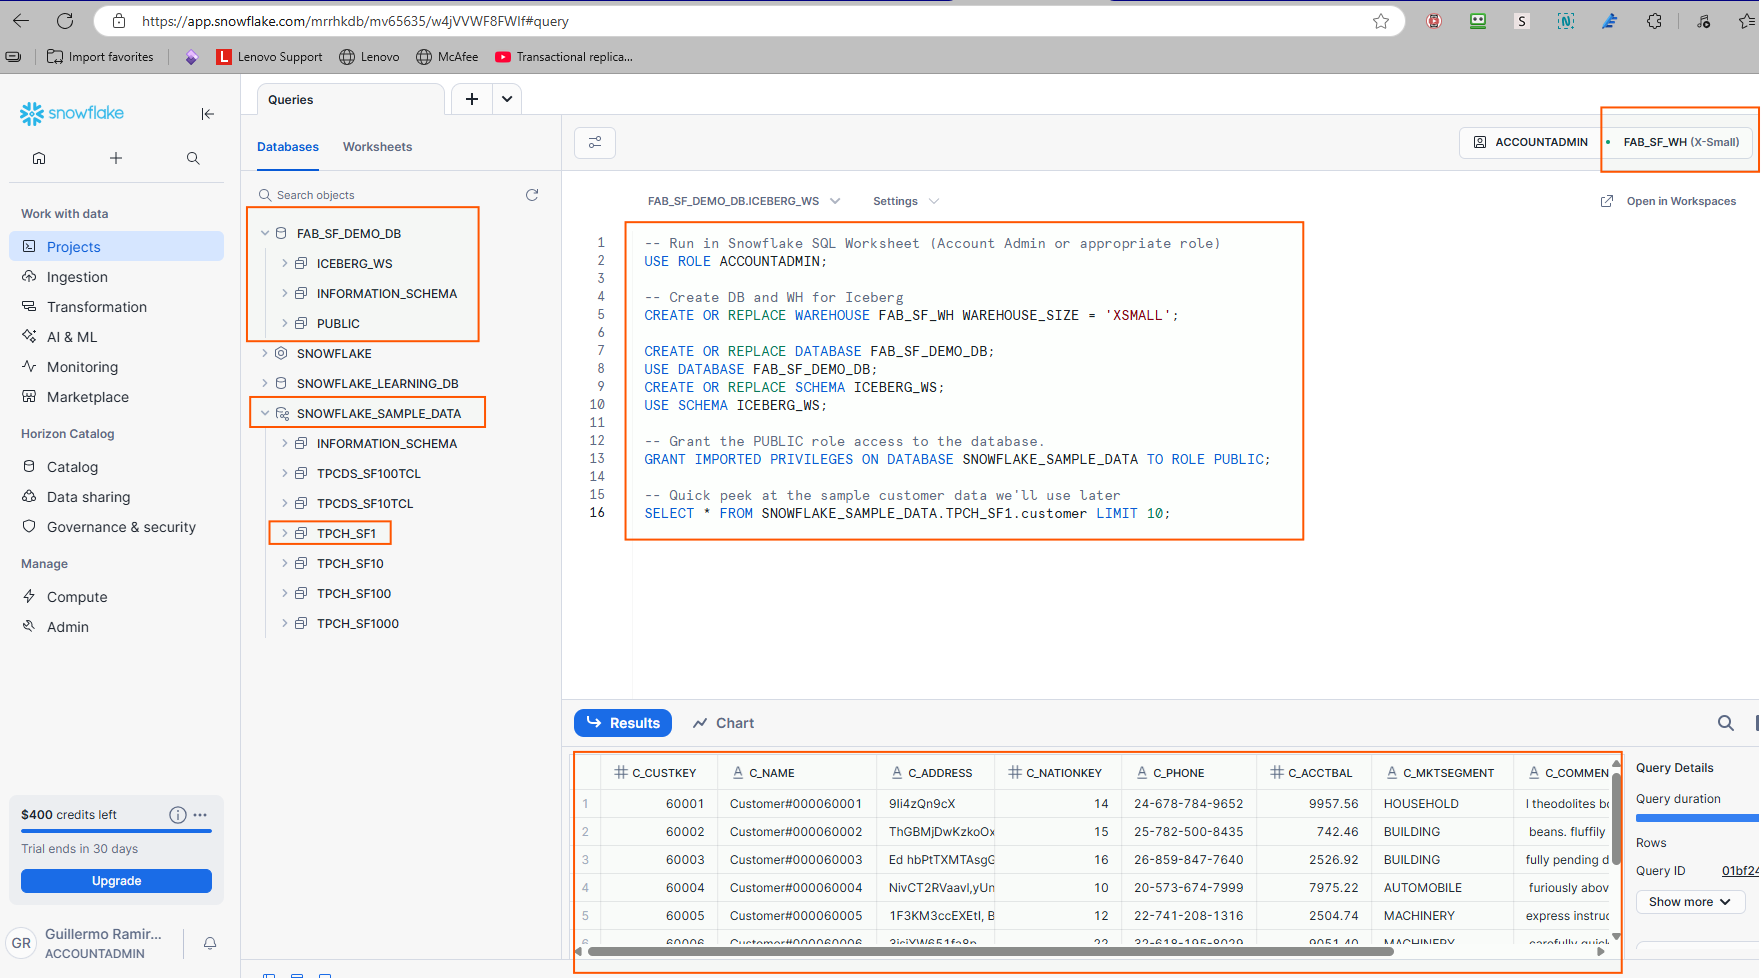 https://app.snowflake.com/mrrhkdb/mv65635/w4jVVWF8FWIf#query
Import favorites
Lenovo Support
Lenovo
McAfee
Transactional replica...
snowflake
Work with data
Projects
Ingestion
Transformation
AI & ML
Monitoring
Marketplace
Horizon Catalog
Catalog
Data sharing
Governance & security
Manage
Compute
Admin
$400 credits left
Trial ends in 30 days
Upgrade
GR
Guillermo Ramir...
ACCOUNTADMIN
Queries
Databases
Worksheets
Search objects
FAB_SF_DEMO_DB
ICEBERG_WS
INFORMATION_SCHEMA
PUBLIC
SNOWFLAKE
SNOWFLAKE_LEARNING_DB
SNOWFLAKE_SAMPLE_DATA
INFORMATION_SCHEMA
TPCDS_SF100TCL
TPCDS_SF10TCL
TPCH_SF1
TPCH_SF10
TPCH_SF100
TPCH_SF1000
ACCOUNTADMIN
FAB_SF_WH (X-Small)
FAB_SF_DEMO_DB.ICEBERG_WS
Settings
Open in Workspaces
1 -- Run in Snowflake SQL Worksheet (Account Admin or appropriate role)
2 USE ROLE ACCOUNTADMIN;
3
4 -- Create DB and WH for Iceberg
5 CREATE OR REPLACE WAREHOUSE FAB_SF_WH WAREHOUSE_SIZE = 'XSMALL';
6
7 CREATE OR REPLACE DATABASE FAB_SF_DEMO_DB;
8 USE DATABASE FAB_SF_DEMO_DB;
9 CREATE OR REPLACE SCHEMA ICEBERG_WS;
10 USE SCHEMA ICEBERG_WS;
11
12 -- Grant the PUBLIC role access to the database.
13 GRANT IMPORTED PRIVILEGES ON DATABASE SNOWFLAKE_SAMPLE_DATA TO ROLE PUBLIC;
14
15 -- Quick peek at the sample customer data we'll use later
16 SELECT * FROM SNOWFLAKE_SAMPLE_DATA.TPCH_SF1.customer LIMIT 10;
Results
Chart
C_CUSTKEY C_NAME C_ADDRESS C_NATIONKEY C_PHONE C_ACCTBAL C_MKTSEGMENT C_COMMEN
1 60001 Customer#000060001 9Ii4zQn9cX 14 24-678-784-9652 9957.56 HOUSEHOLD l theodolites bo
2 60002 Customer#000060002 ThGBMjDwKzkoOx 15 25-782-500-8435 742.46 BUILDING beans. fluffily
3 60003 Customer#000060003 Ed hbPtTXMTAsgG 16 26-859-847-7640 2526.92 BUILDING fully pending d
4 60004 Customer#000060004 NivCT2RVaavl,yUn 10 20-573-674-7999 7975.22 AUTOMOBILE furiously abov
5 60005 Customer#000060005 1F3KM3ccEXEtI, B 12 22-741-208-1316 2504.74 MACHINERY express instruc
6 60006 Customer#000060006 22 32-618-195-8029 9051.40 MACHINERY carefully quick
Query Details
Query duration
Rows
Query ID 01bf24
Show more